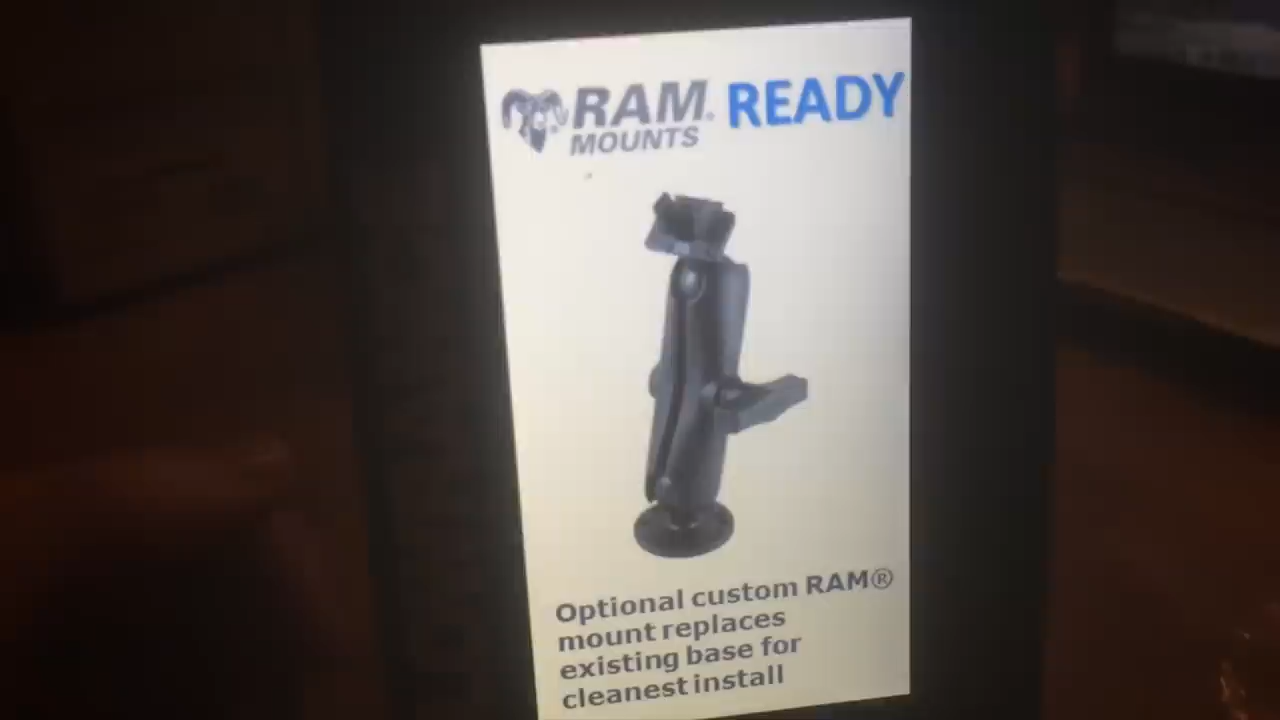 RAM® READY
MOUNTS
Optional custom RAM®
mount replaces
existing base for
cleanest install